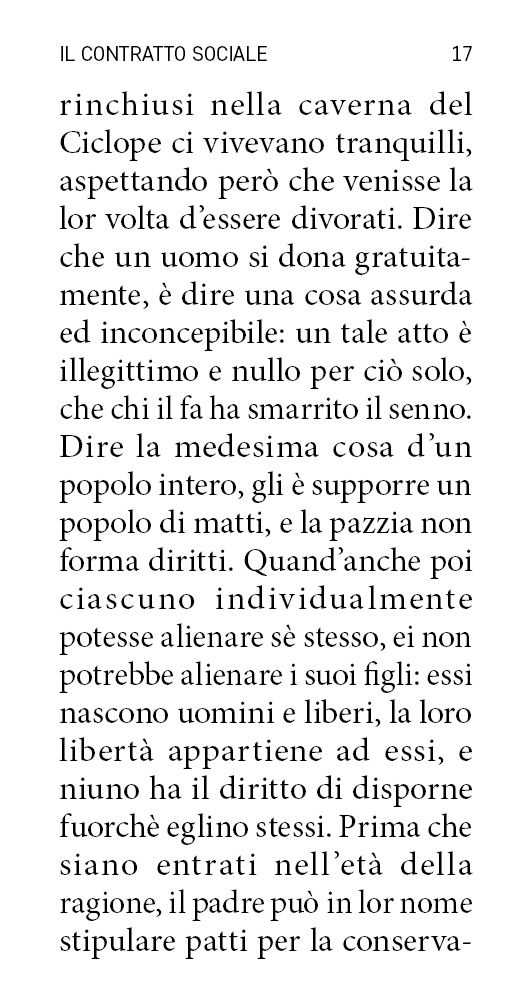 IL CONTRATTO SOCIALE 17
rinchiusi nella caverna del
Ciclope ci vivevano tranquilli,
aspettando però che venisse la
lor volta d’essere divorati. Dire
che un uomo si dona gratuita-
mente, è dire una cosa assurda
ed inconcepibile: un tale atto è
illegittimo e nullo per ciò solo,
che chi il fa ha smarrito il senno.
Dire la medesima cosa d’un
popolo intero, gli è supporre un
popolo di matti, e la pazzia non
forma diritti. Quand’anche poi
ciascuno individualmente
potesse alienare sè stesso, ei non
potrebbe alienare i suoi figli: essi
nascono uomini e liberi, la loro
libertà appartiene ad essi, e
niuno ha il diritto di disporne
fuorchè eglino stessi. Prima che
siano entrati nell’età della
ragione, il padre può in lor nome
stipulare patti per la conserva-